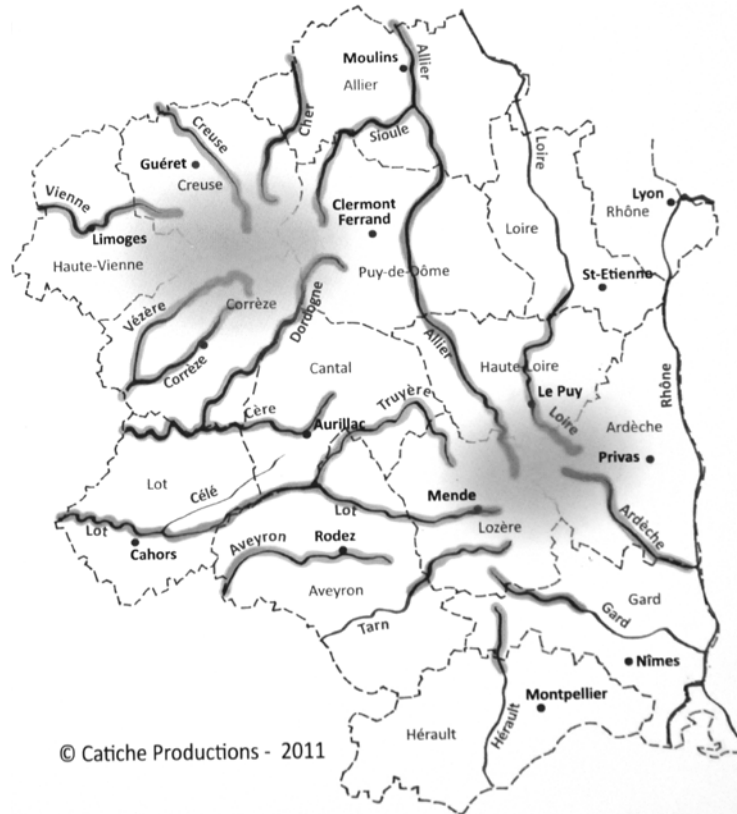 Moulins
Allier
Allier
Cher
Sioule
Creuse
Guéret
Creuse
Loire
Lyon
Rhône
Vienne
Limoges
Haute-Vienne
Clermont
Ferrand
Loire
Puy-de-Dôme
St-Etienne
Vézère
Corrèze
Dordogne
Corrèze
Allier
Haute-Loire
Cantal
Rhône
Le Puy
Loire
Truyère
Cère
Aurillac
Ardèche
Privas
Lot
Célé
Mende
Lot
Lozère
Ardèche
Lot
Cahors
Aveyron
Rodez
Aveyron
Gard
Gard
Tarn
Nîmes
Montpellier
Hérault
Hérault
© Catiche Productions - 2011